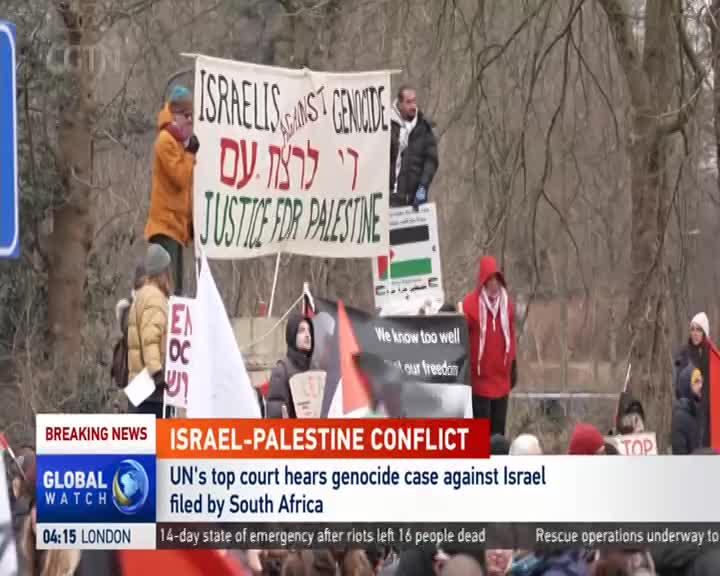 CGTN
ISRAELIS AGAINST GENOCIDE
די לרצח עם.
JUSTICE FOR PALESTINE
We know too well
our freedom
TOP
BREAKING NEWS
ISRAEL-PALESTINE CONFLICT
GLOBAL
WATCH
UN's top court hears genocide case against Israel
filed by South Africa
04:15 LONDON
14-day state of emergency after riots left 16 people dead
Rescue operations underway to